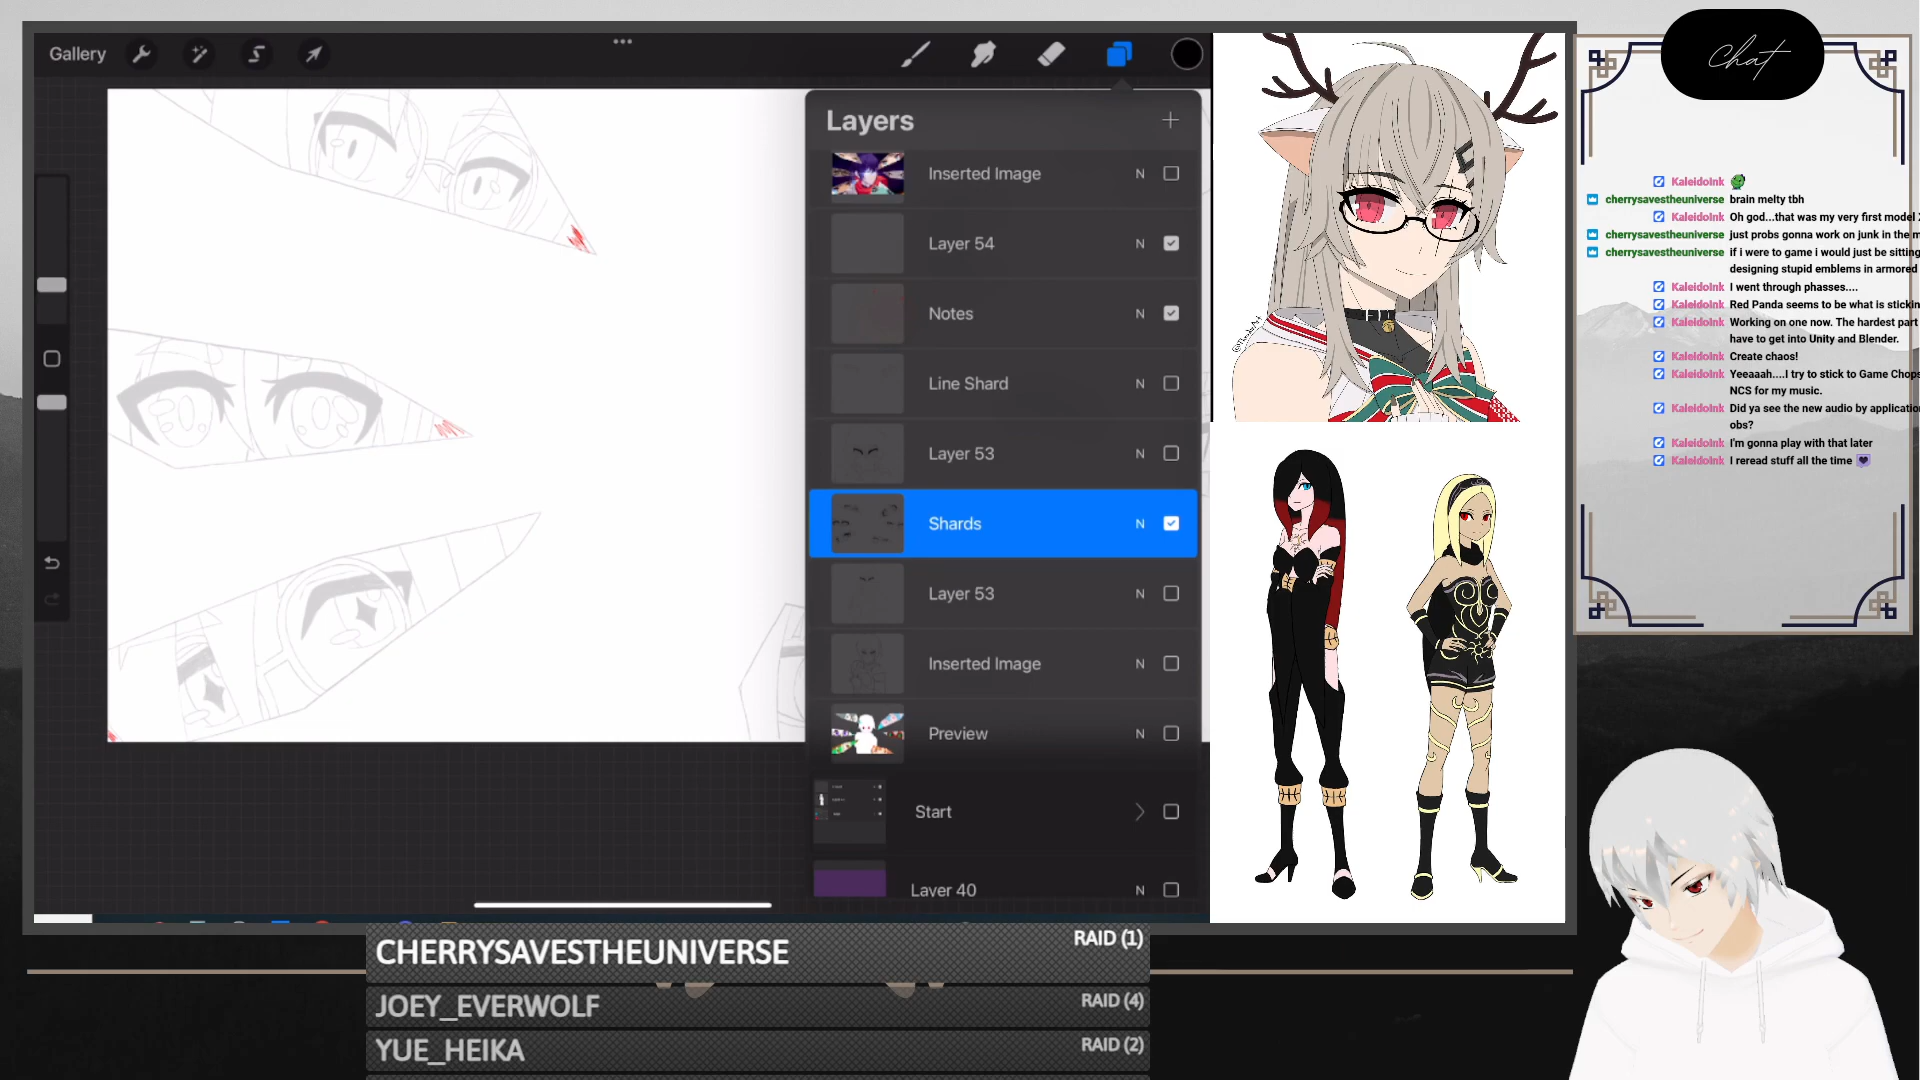 Gallery
Layers
Inserted Image N
Layer 54 N
Notes N
Line Shard N
Layer 53 N
Shards N
Layer 53 N
Inserted Image N
Preview N
Start
Layer 40 N
Chat
KaleidoInk
cherrysavestheuniverse brain melty tbh
KaleidoInk Oh god...that was my very first model
cherrysavestheuniverse just probs gonna work on junk in the
cherrysavestheuniverse if i were to game i would just be sitting
designing stupid emblems in armored
KaleidoInk I went through phasses....
KaleidoInk Red Panda seems to be what is
KaleidoInk Working on one now. The hardest part
have to get into Unity and Blender.
KaleidoInk Create chaos!
KaleidoInk Yeeaaah....I try to stick to Game Chops
NCS for my music.
KaleidoInk Did ya see the new audio by
obs?
KaleidoInk I'm gonna play with that later
KaleidoInk I reread stuff all the time
CHERRYSAVESTHEUNIVERSE RAID (1)
JOEY_EVERWOLF RAID (4)
YUE_HEIKA RAID (2)